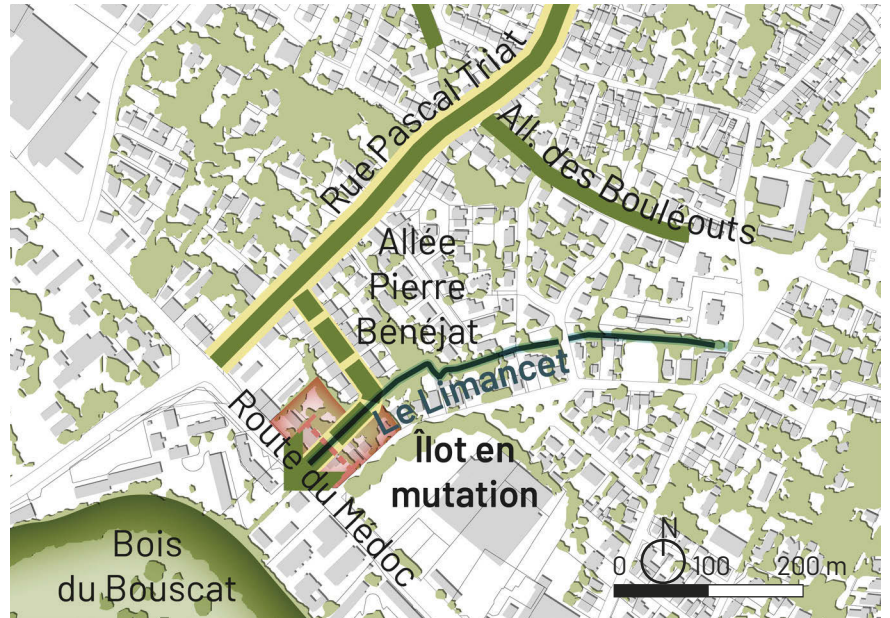 Rue Pascal Triat
All. des Bouléouts
Allée
Pierre
Bénéjat
Le Limancet
Route du Médoc
Îlot en
mutation
Bois
du Bouscat
N
0 100 200 m